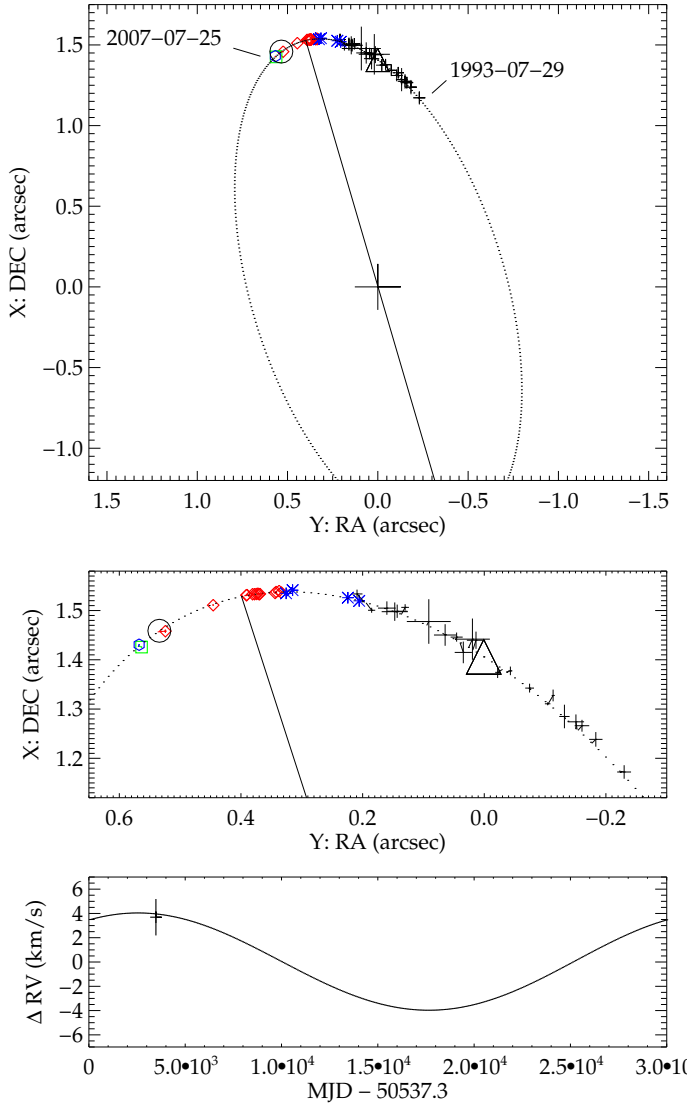 1.5
1.0
0.5
0.0
−0.5
−1.0
X: DEC (arcsec)
2007−07−25
1993−07−29
1.5 1.0 0.5 0.0 −0.5 −1.0 −1.5
Y: RA (arcsec)
1.5
1.4
1.3
1.2
X: DEC (arcsec)
0.6 0.4 0.2 0.0 −0.2
Y: RA (arcsec)
6
4
2
0
−2
−4
−6
Δ RV (km/s)
0 5.0•10³ 1.0•10⁴ 1.5•10⁴ 2.0•10⁴ 2.5•10⁴ 3.0•10
MJD − 50537.3